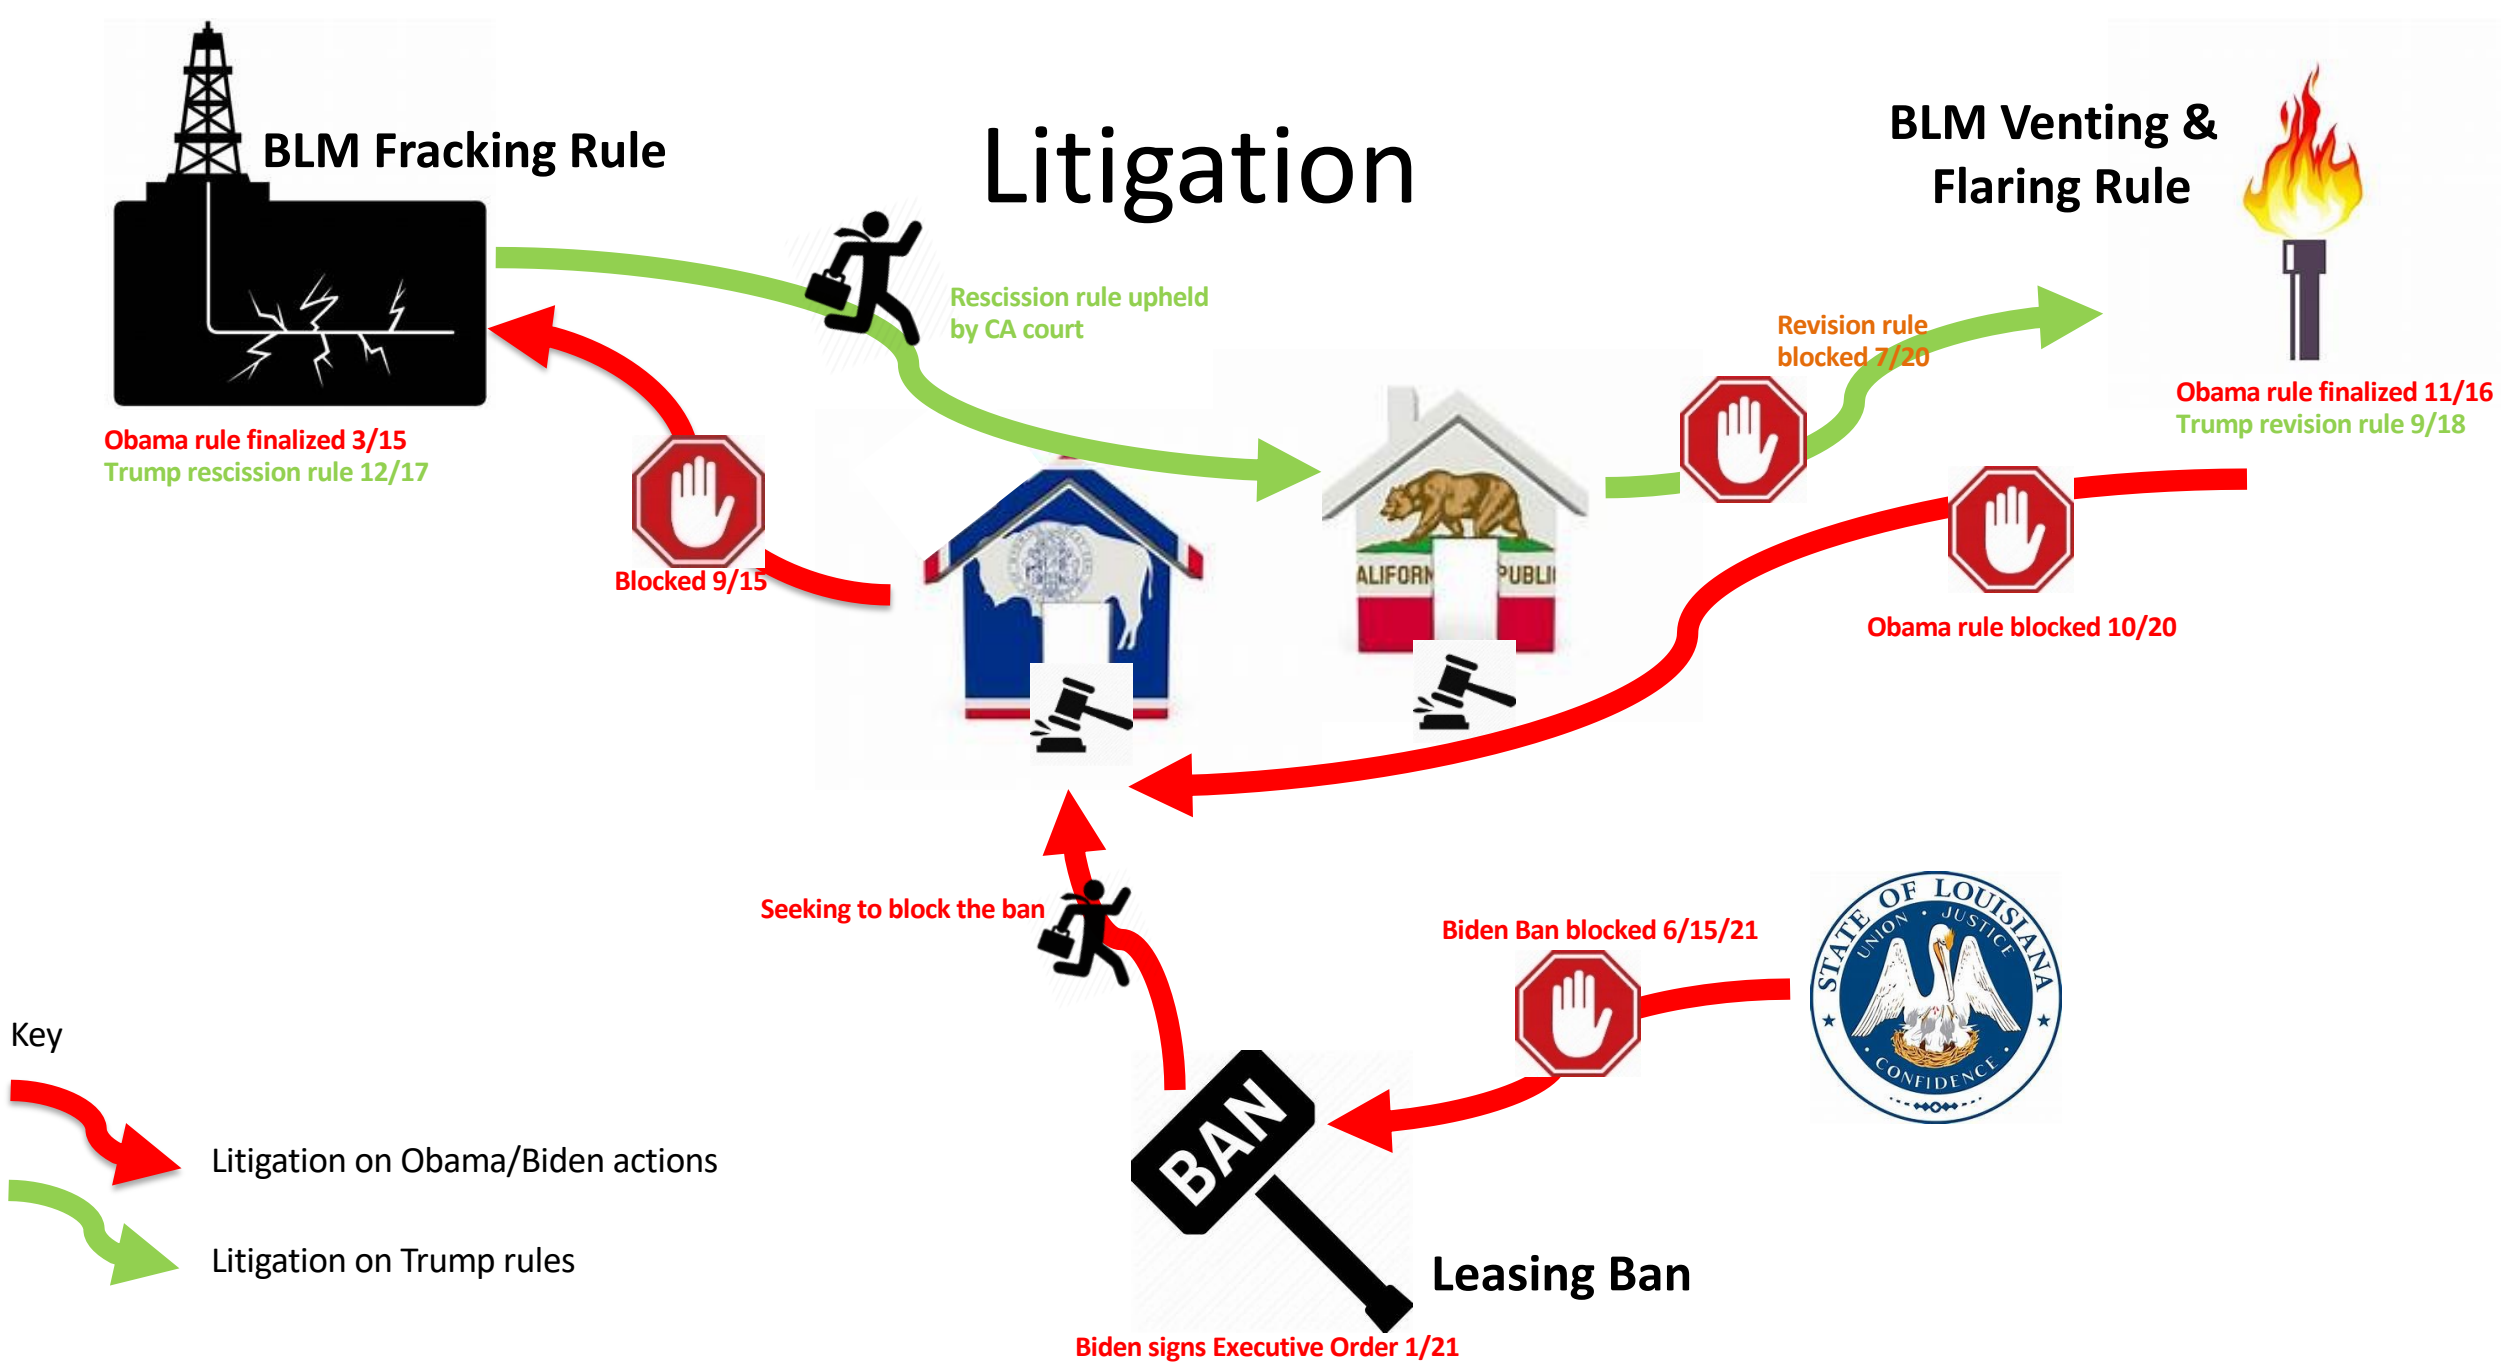 Litigation
BLM Fracking Rule
BLM Venting &
Flaring Rule
Rescission rule upheld
by CA court
Revision rule
blocked 7/20
Obama rule finalized 3/15
Trump rescission rule 12/17
Obama rule finalized 11/16
Trump revision rule 9/18
Blocked 9/15
ALIFORN PUBLI
Obama rule blocked 10/20
Seeking to block the ban
Biden Ban blocked 6/15/21
STATE OF LOUISIANA
UNION · JUSTICE
· CONFIDENCE ·
BAN
Leasing Ban
Biden signs Executive Order 1/21
Key
Litigation on Obama/Biden actions
Litigation on Trump rules